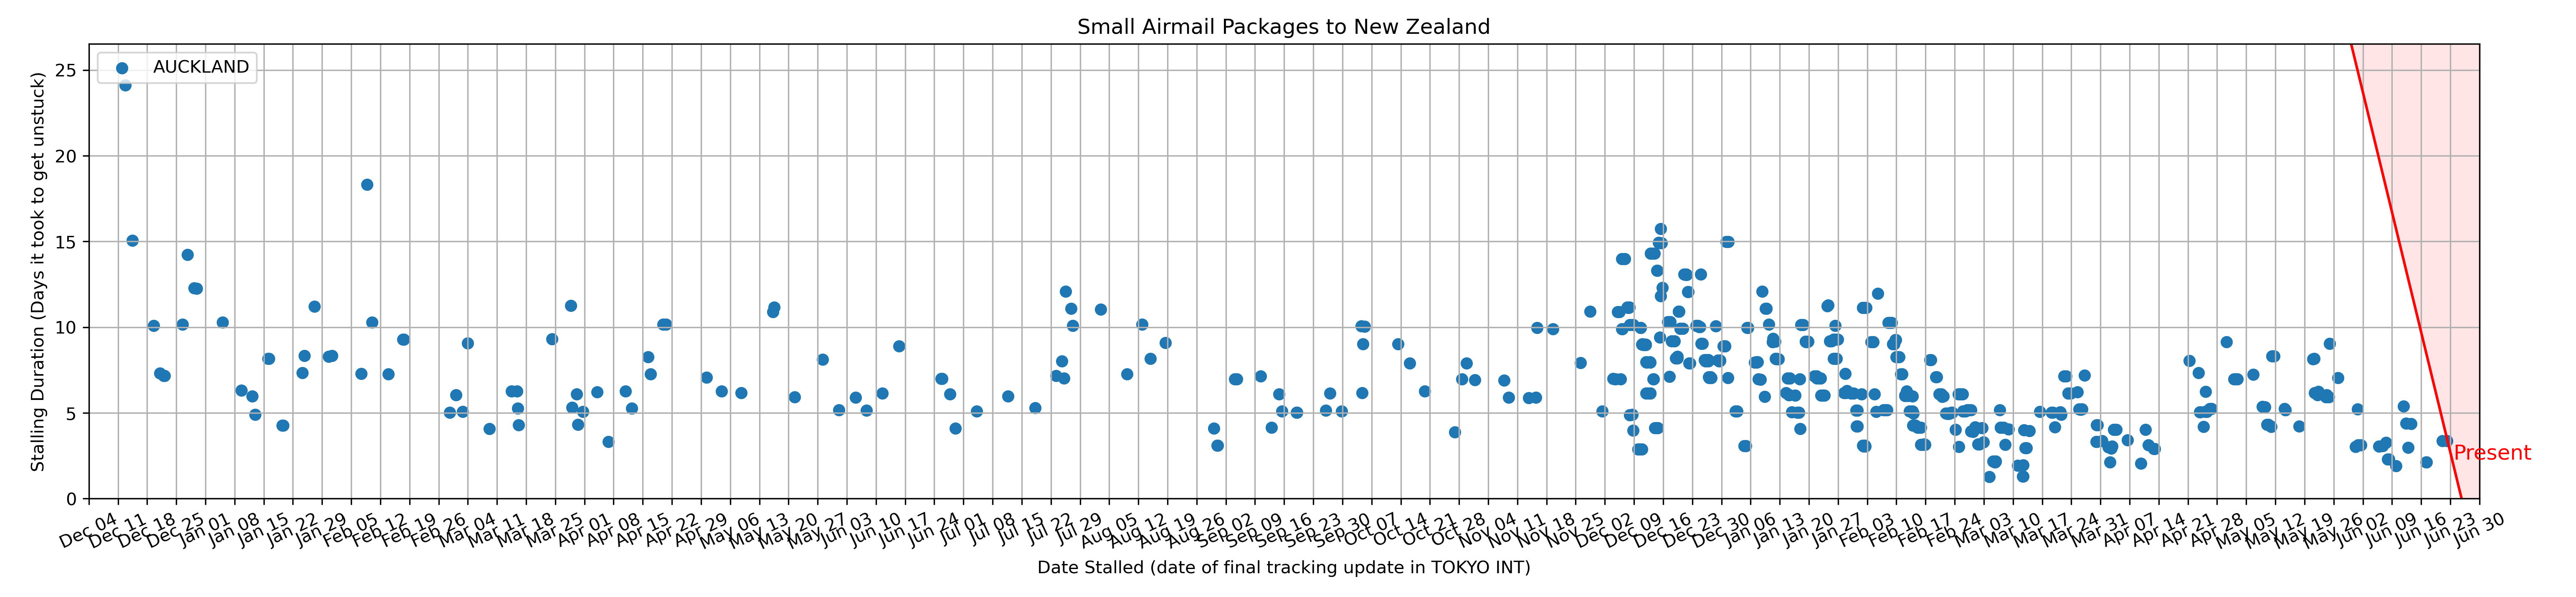 Small Airmail Packages to New Zealand
AUCKLAND
Stalling Duration (Days it took to get unstuck)
25
20
15
10
5
0
Present
Dec 04
Dec 11
Dec 18
Dec 25
Jan 01
Jan 08
Jan 15
Jan 22
Jan 29
Feb 05
Feb 12
Feb 19
Feb 26
Mar 04
Mar 11
Mar 18
Mar 25
Apr 01
Apr 08
Apr 15
Apr 22
Apr 29
May 06
May 13
May 20
May 27
Jun 03
Jun 10
Jun 17
Jun 24
Jul 01
Jul 08
Jul 15
Jul 22
Jul 29
Aug 05
Aug 12
Aug 19
Aug 26
Sep 02
Sep 09
Sep 16
Sep 23
Sep 30
Oct 07
Oct 14
Oct 21
Oct 28
Nov 04
Nov 11
Nov 18
Nov 25
Dec 02
Dec 09
Dec 16
Dec 23
Dec 30
Jan 06
Jan 13
Jan 20
Jan 27
Feb 03
Feb 10
Feb 17
Feb 24
Mar 03
Mar 10
Mar 17
Mar 24
Mar 31
Apr 07
Apr 14
Apr 21
Apr 28
May 05
May 12
May 19
May 26
Jun 02
Jun 09
Jun 16
Jun 23
Jun 30
Date Stalled (date of final tracking update in TOKYO INT)